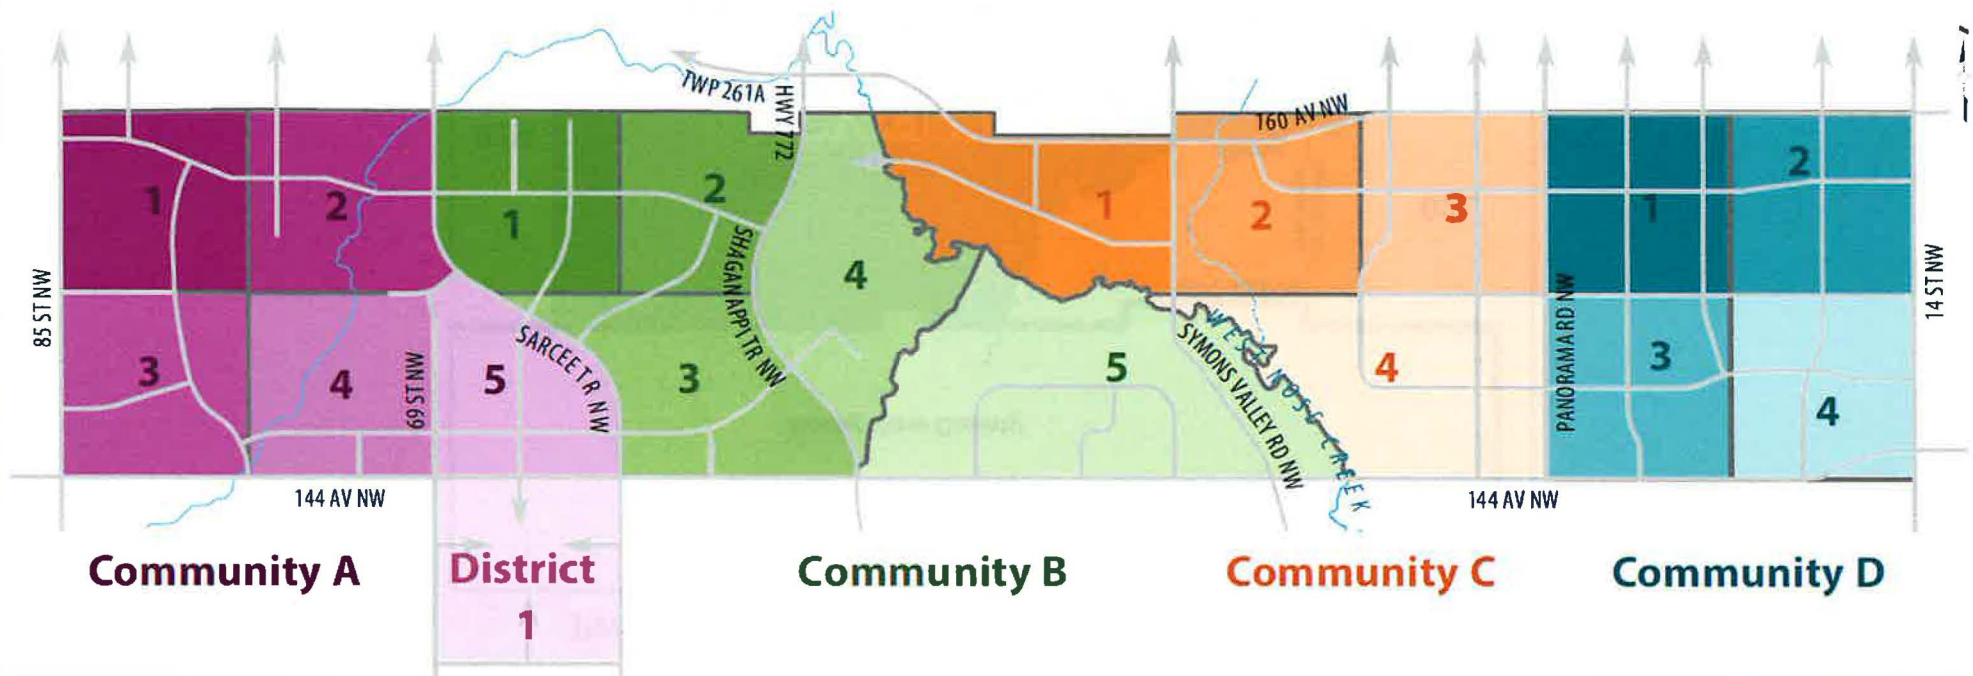 TWP 261A
HWY 772
160 AV NW
1
2
1
2
4
1
2
3
1
2
85 ST NW
14 ST NW
3
4
69 ST NW
5
SARCEE TR NW
3
SHAGANAPPI TR NW
5
SYMONS VALLEY RD NW
WEST NOSE CREEK
4
PANORAMA RD NW
3
4
144 AV NW
144 AV NW
Community A
District
1
Community B
Community C
Community D